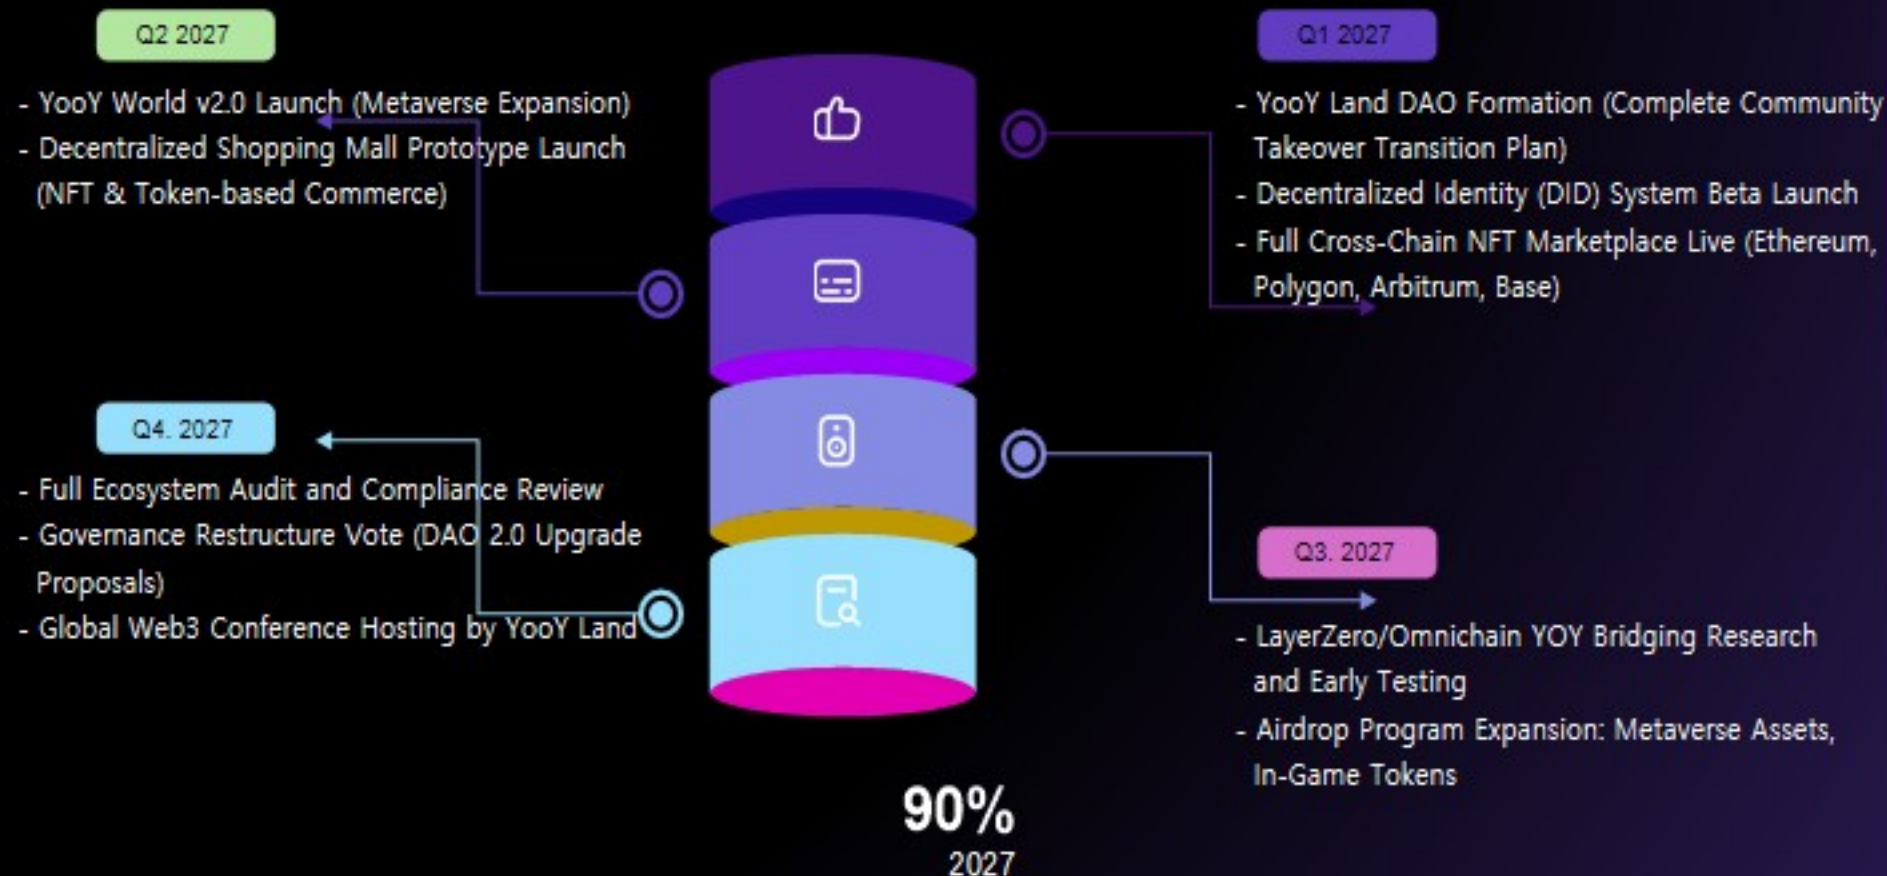 Q2 2027
- YooY World v2.0 Launch (Metaverse Expansion)
- Decentralized Shopping Mall Prototype Launch
(NFT & Token-based Commerce)
Q1 2027
- YooY Land DAO Formation (Complete Community
Takeover Transition Plan)
- Decentralized Identity (DID) System Beta Launch
- Full Cross-Chain NFT Marketplace Live (Ethereum,
Polygon, Arbitrum, Base)
Q4. 2027
- Full Ecosystem Audit and Compliance Review
- Governance Restructure Vote (DAO 2.0 Upgrade
Proposals)
- Global Web3 Conference Hosting by YooY Land
Q3. 2027
- LayerZero/Omnichain YOY Bridging Research
and Early Testing
- Airdrop Program Expansion: Metaverse Assets,
In-Game Tokens
90%
2027